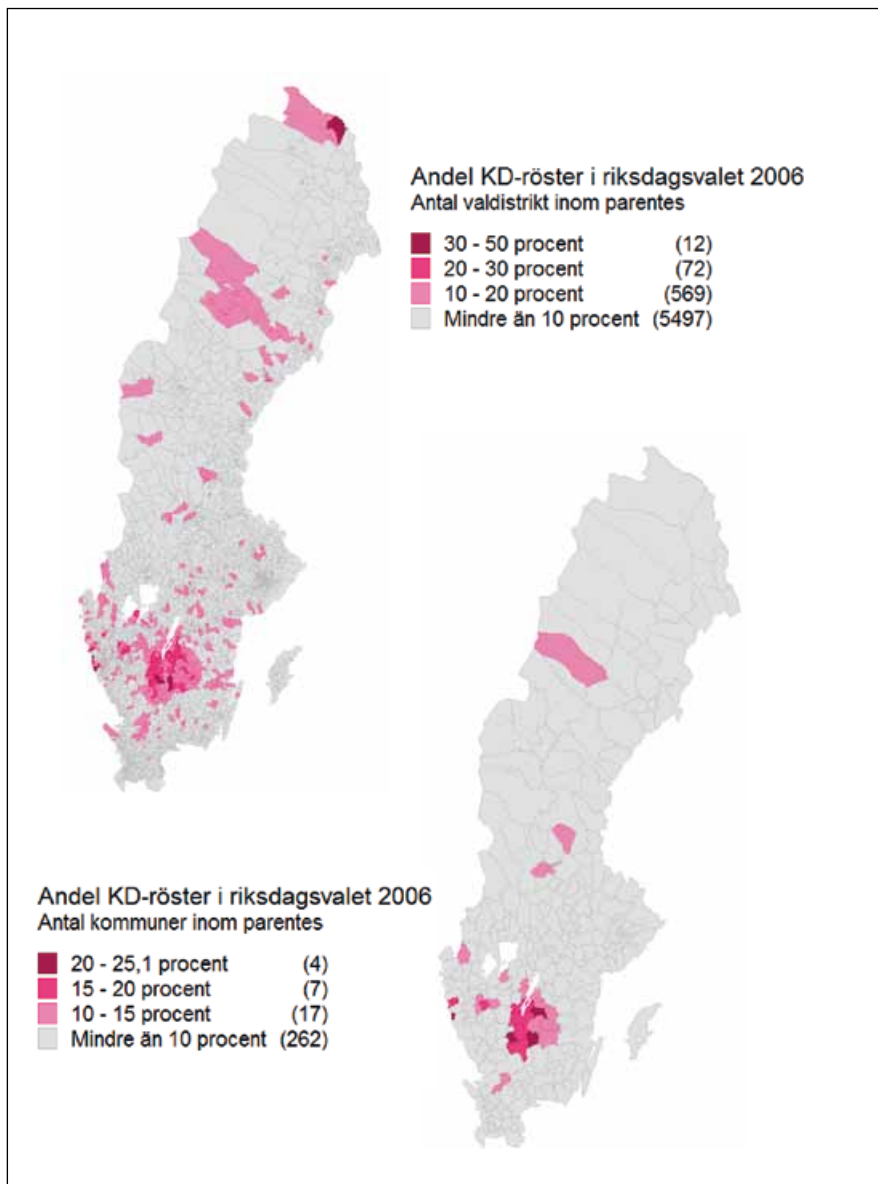 Andel KD-röster i riksdagsvalet 2006
Antal valdistrikt inom parentes
30 - 50 procent (12)
20 - 30 procent (72)
10 - 20 procent (569)
Mindre än 10 procent (5497)
Andel KD-röster i riksdagsvalet 2006
Antal kommuner inom parentes
20 - 25,1 procent (4)
15 - 20 procent (7)
10 - 15 procent (17)
Mindre än 10 procent (262)